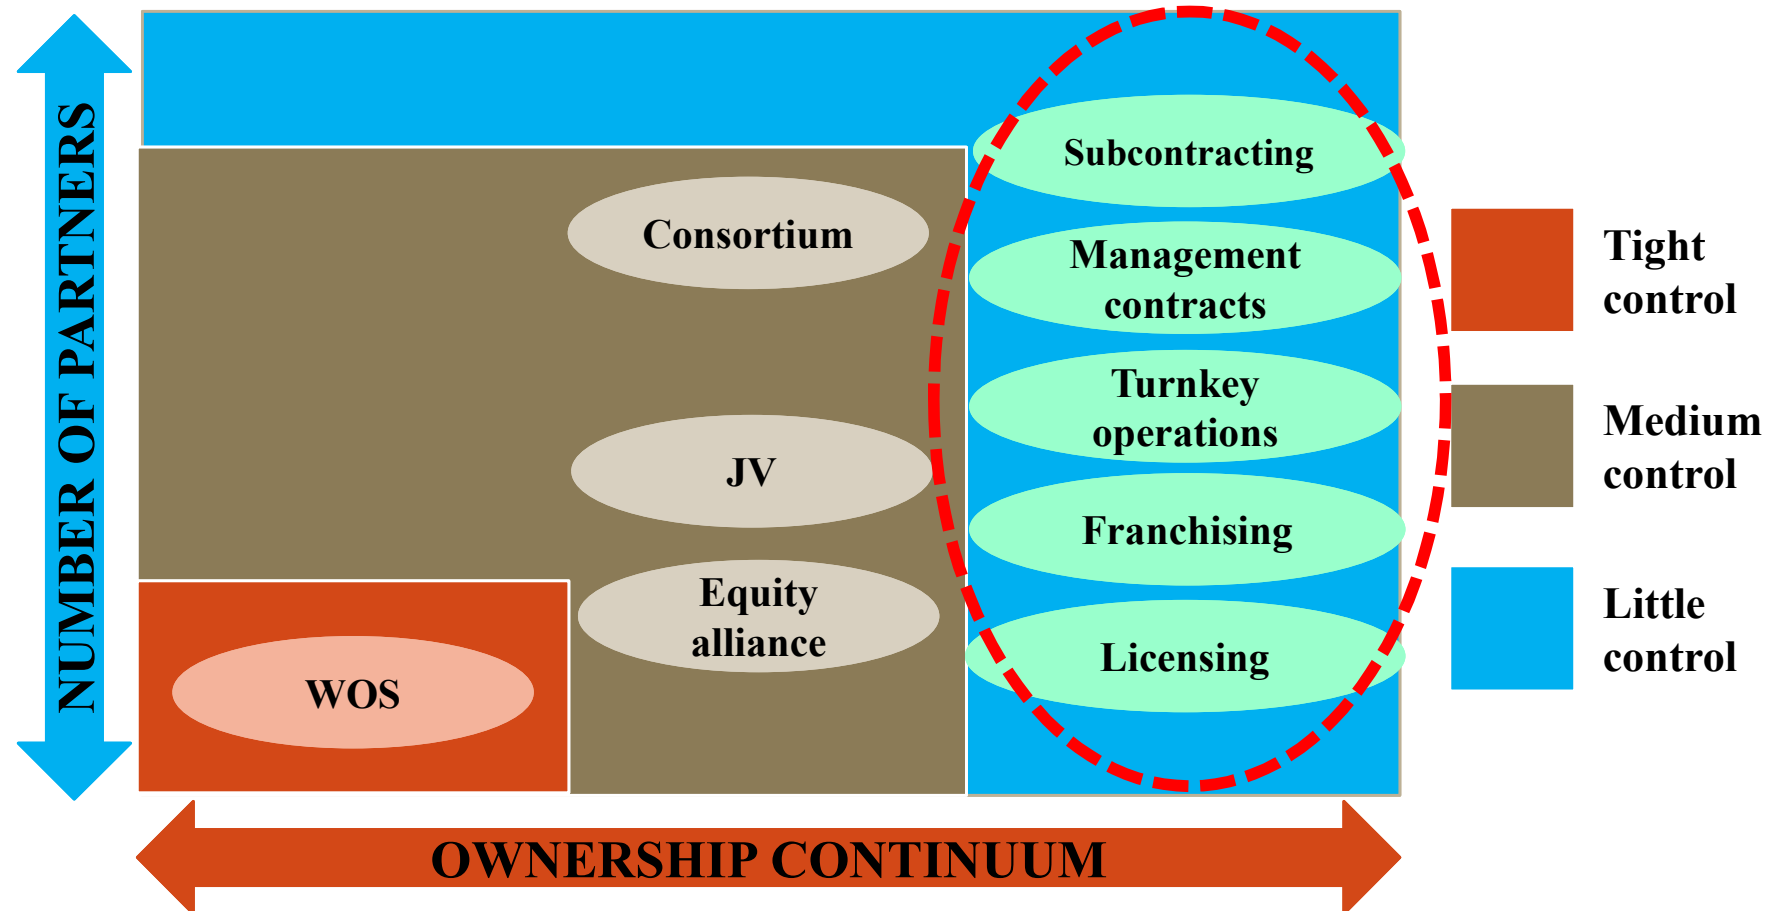 NUMBER OF PARTNERS
Subcontracting
Consortium
Management
contracts
Turnkey
operations
JV
Franchising
Equity
alliance
Licensing
WOS
OWNERSHIP CONTINUUM
Tight
control
Medium
control
Little
control